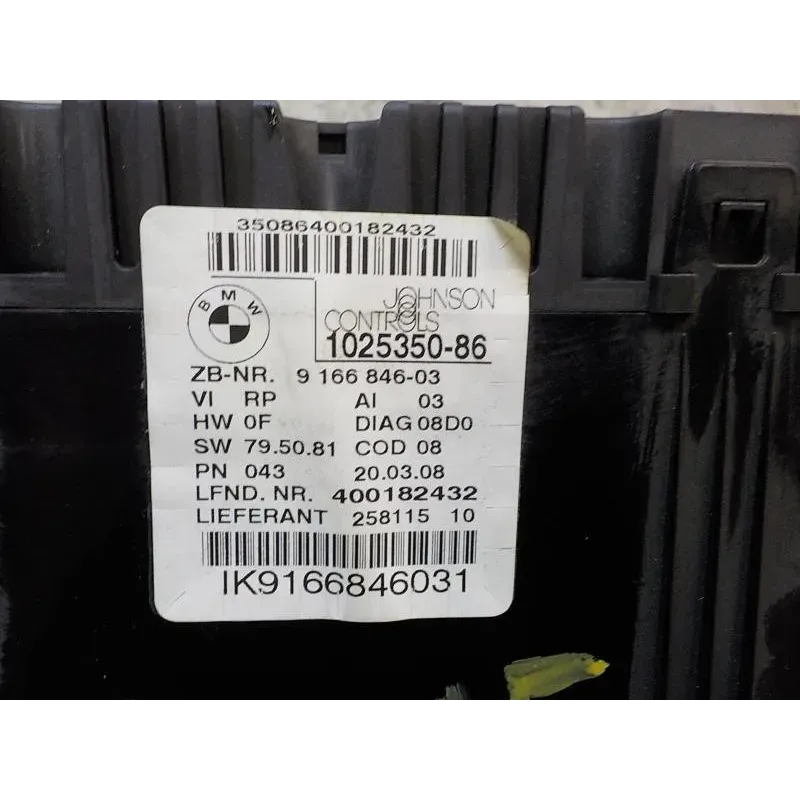 35086400182432
BMW
JOHNSON
CONTROLS
1025350-86
ZB-NR. 9 166 846-03
VI RP AI 03
HW 0F DIAG 08D0
SW 79.50.81 COD 08
PN 043 20.03.08
LFND. NR. 400182432
LIEFERANT 258115 10
IK9166846031